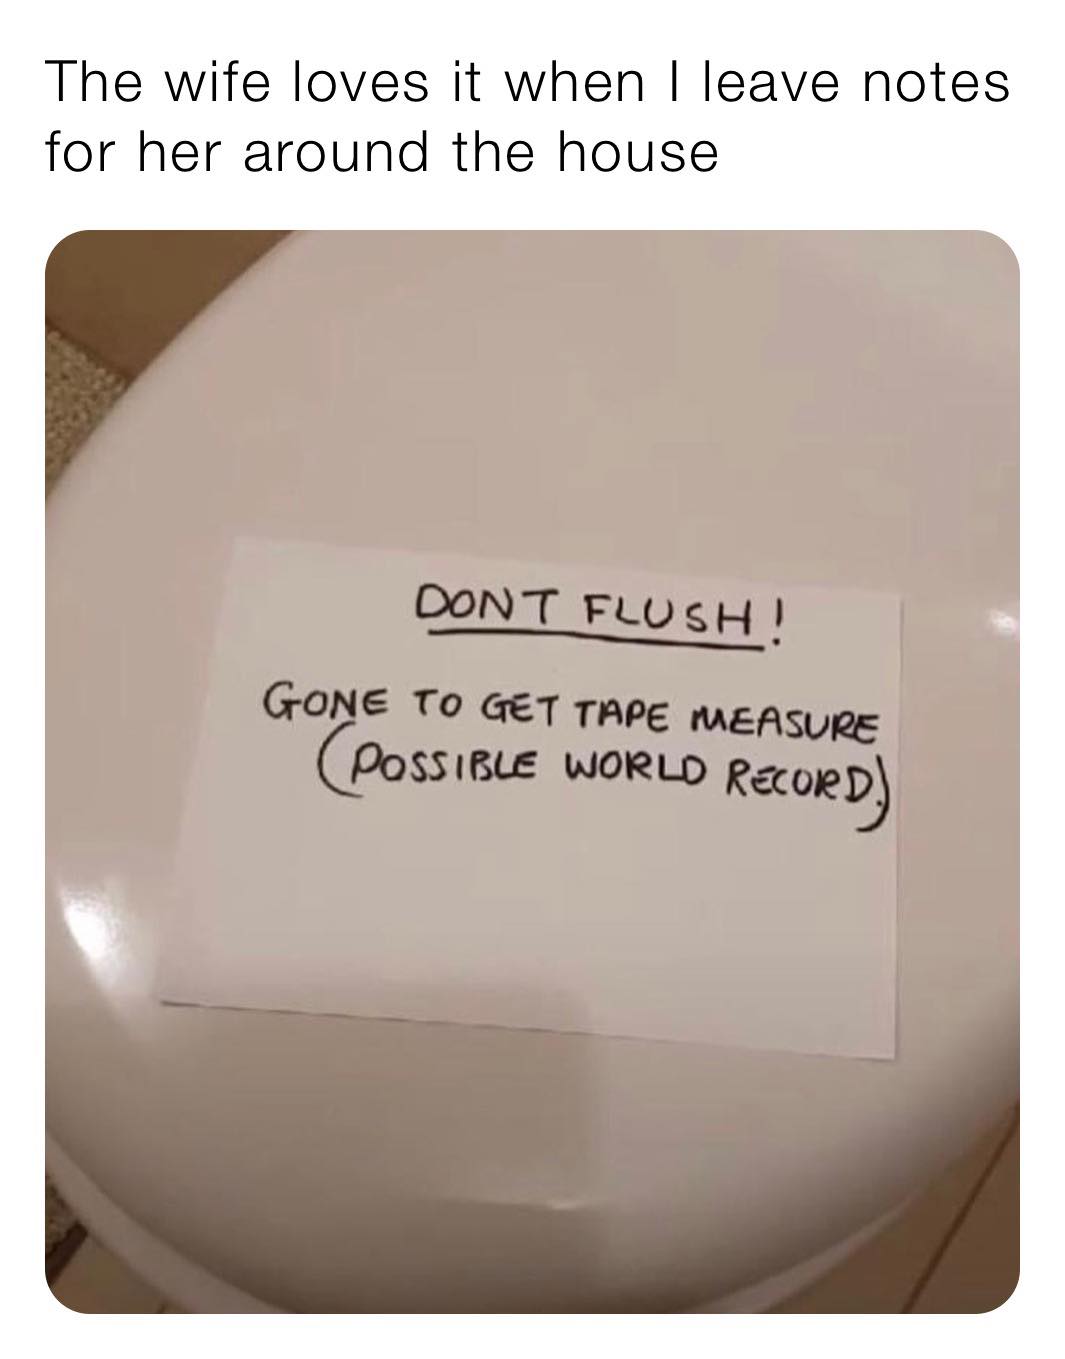 The wife loves it when I leave notes
for her around the house
DONT FLUSH!
GONE TO GET TAPE MEASURE
(POSSIBLE WORLD RECORD.)